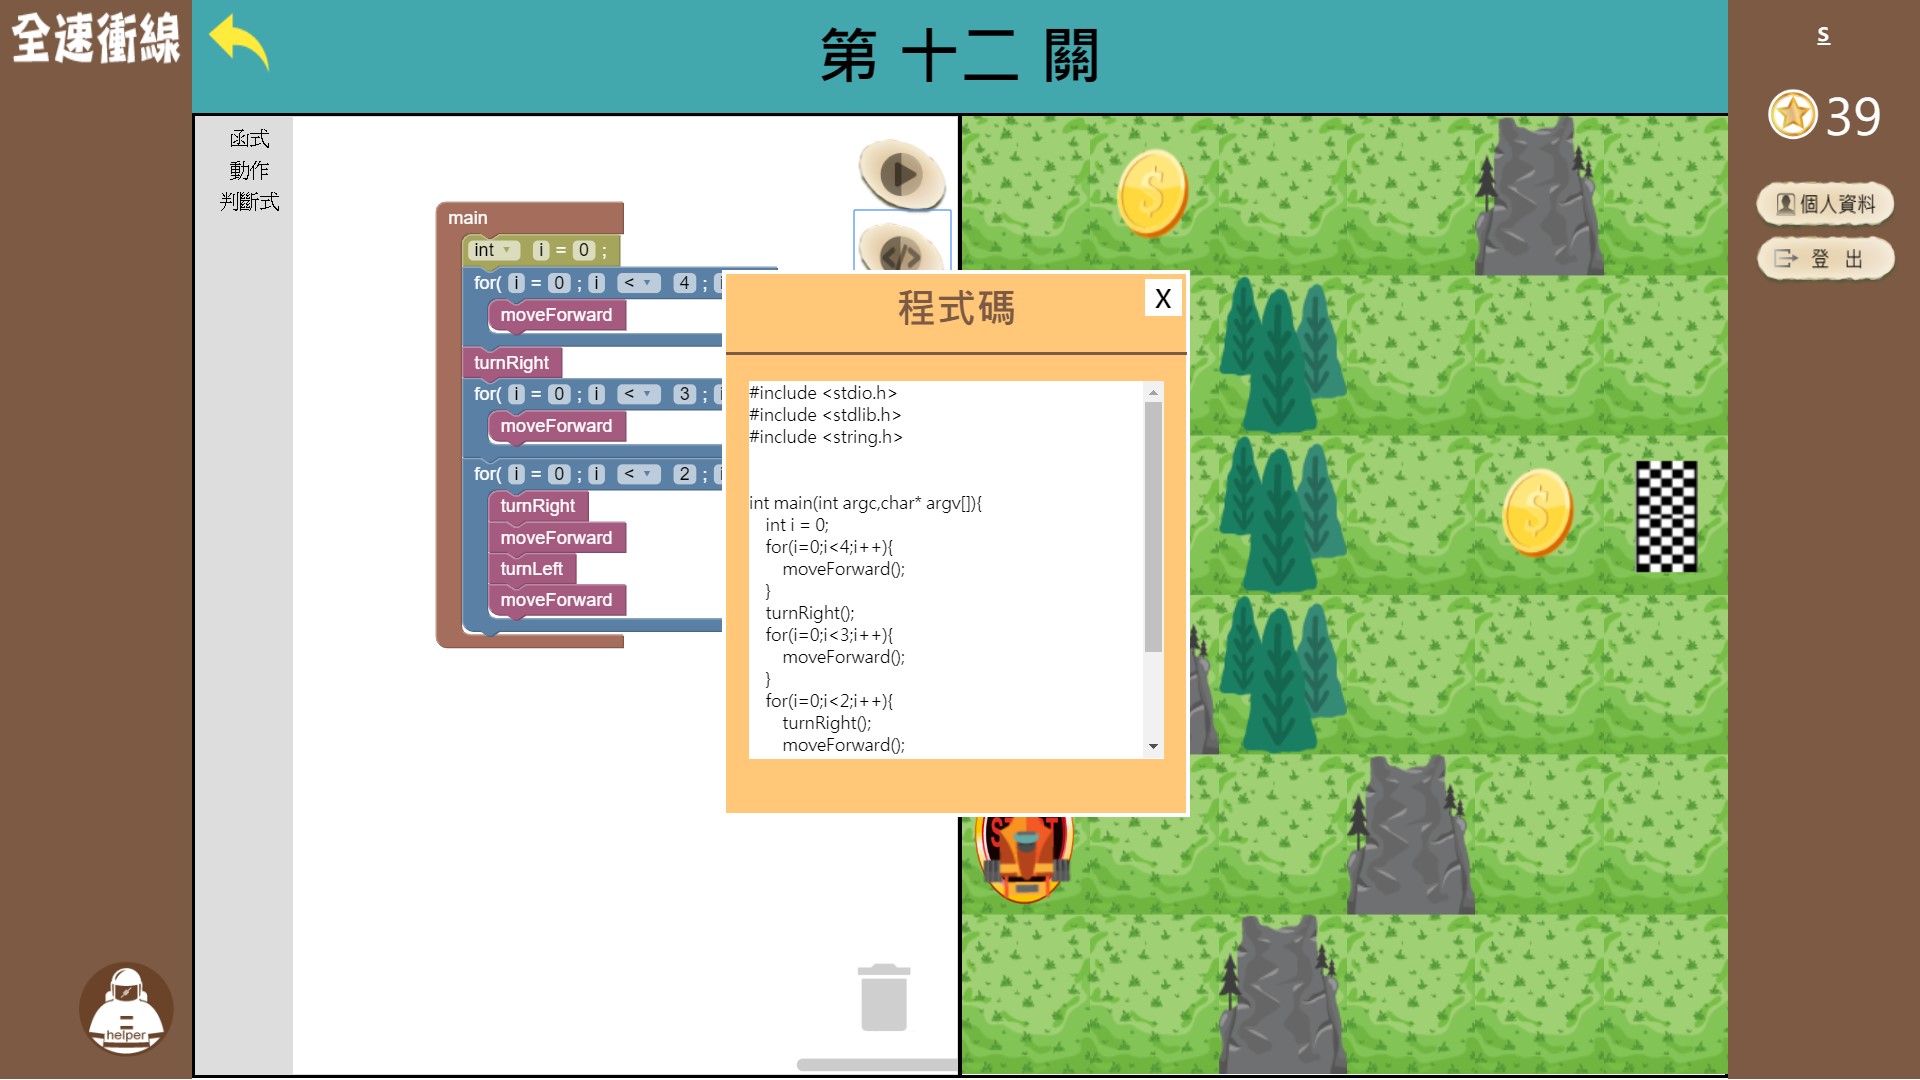 全速衝線
第 十二 關
s
39
個人資料
登 出
函式
動作
判斷式
main
int i = 0 ;
for( i = 0 ; i < 4 ; i
moveForward
turnRight
for( i = 0 ; i < 3 ; i
moveForward
for( i = 0 ; i < 2 ; i
turnRight
moveForward
turnLeft
moveForward
程式碼
X
#include <stdio.h>
#include <stdlib.h>
#include <string.h>
int main(int argc,char* argv[]){
int i = 0;
for(i=0;i<4;i++){
moveForward();
}
turnRight();
for(i=0;i<3;i++){
moveForward();
}
for(i=0;i<2;i++){
turnRight();
moveForward();
helper